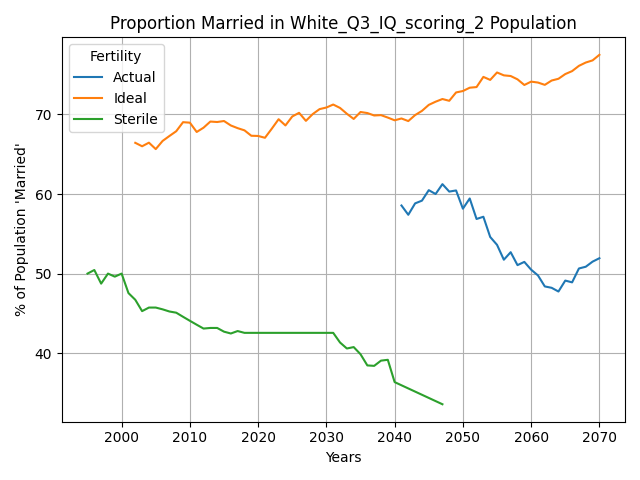 Proportion Married in White_Q3_IQ_scoring_2 Population
Fertility
Actual
Ideal
Sterile
% of Population 'Married'
70
60
50
40
2000 2010 2020 2030 2040 2050 2060 2070
Years